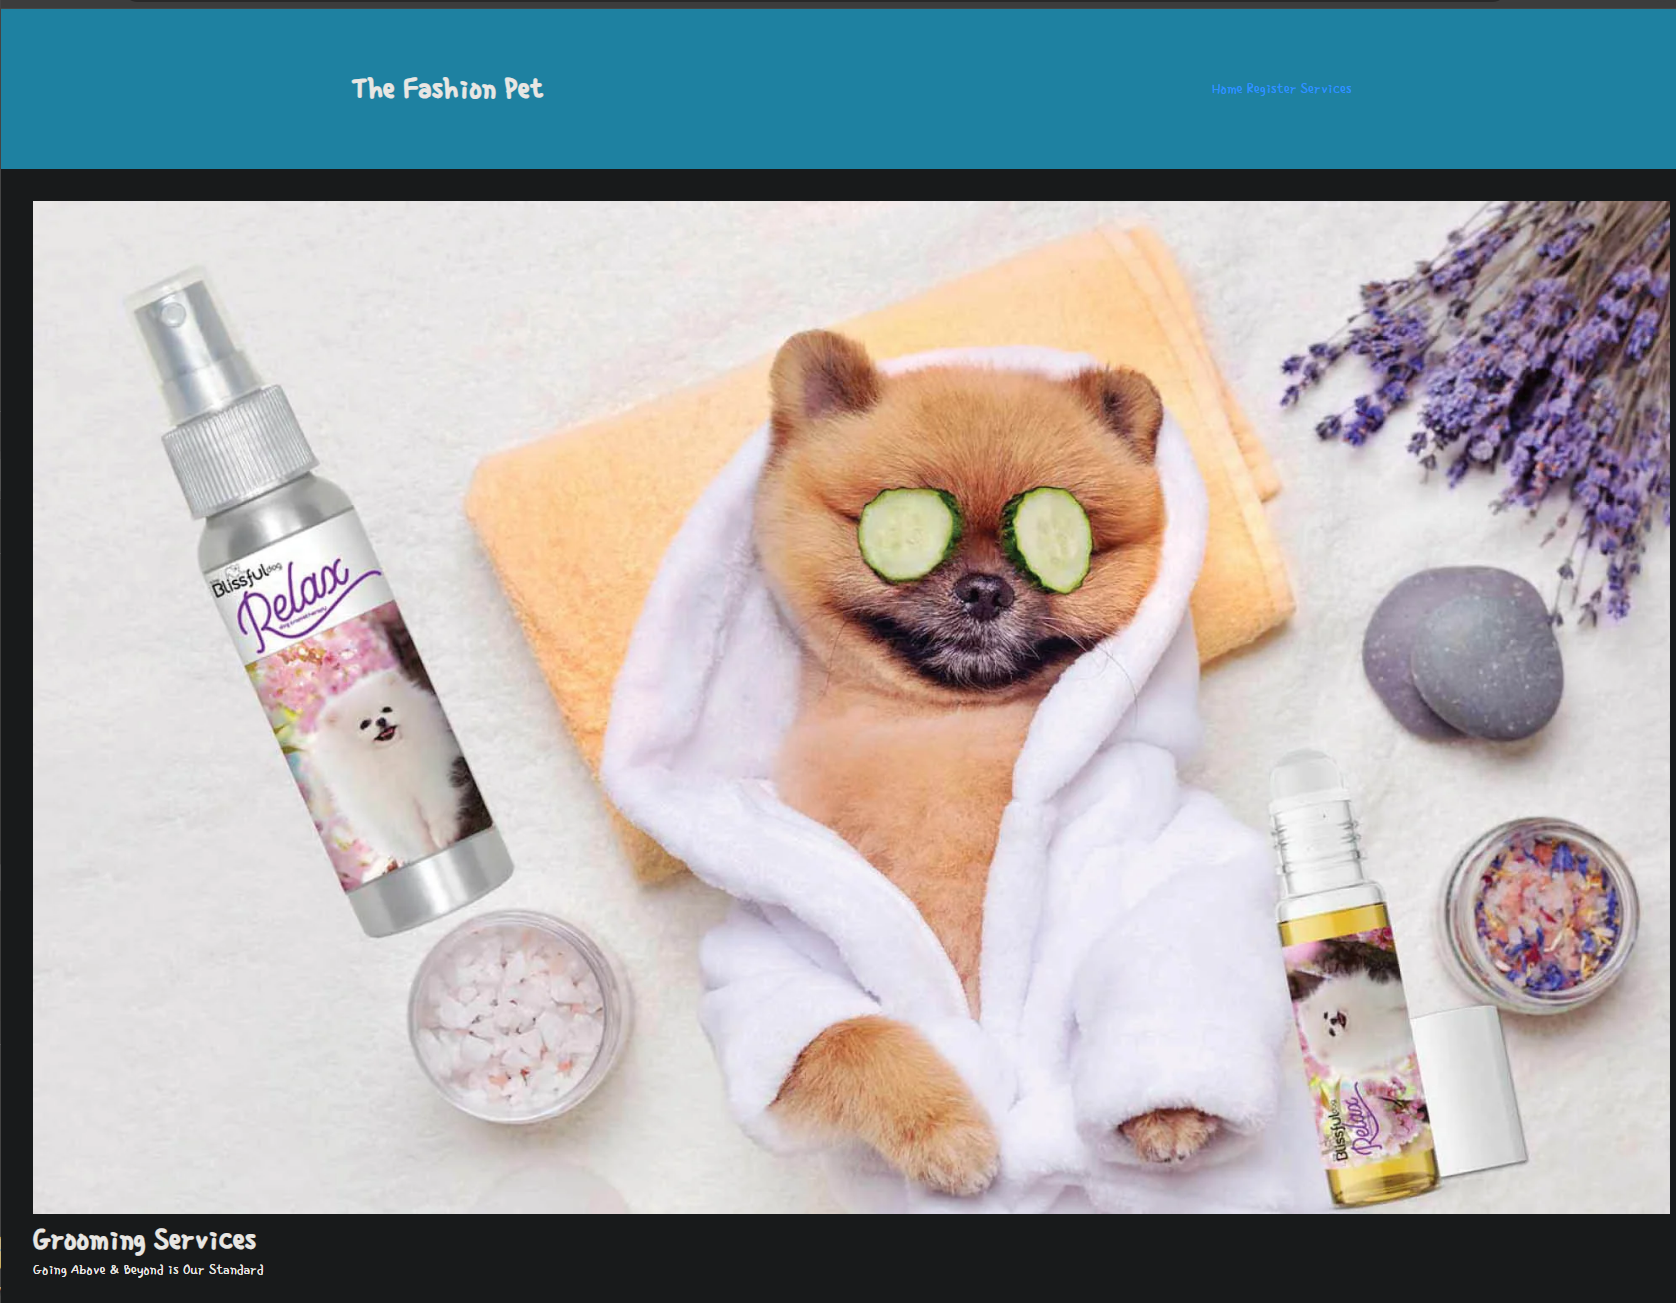 The Fashion Pet
Home Register Services
Blissful dog
Relax
dog aromatherapy
Blissful dog
Relax
Grooming Services
Going Above & Beyond is Our Standard